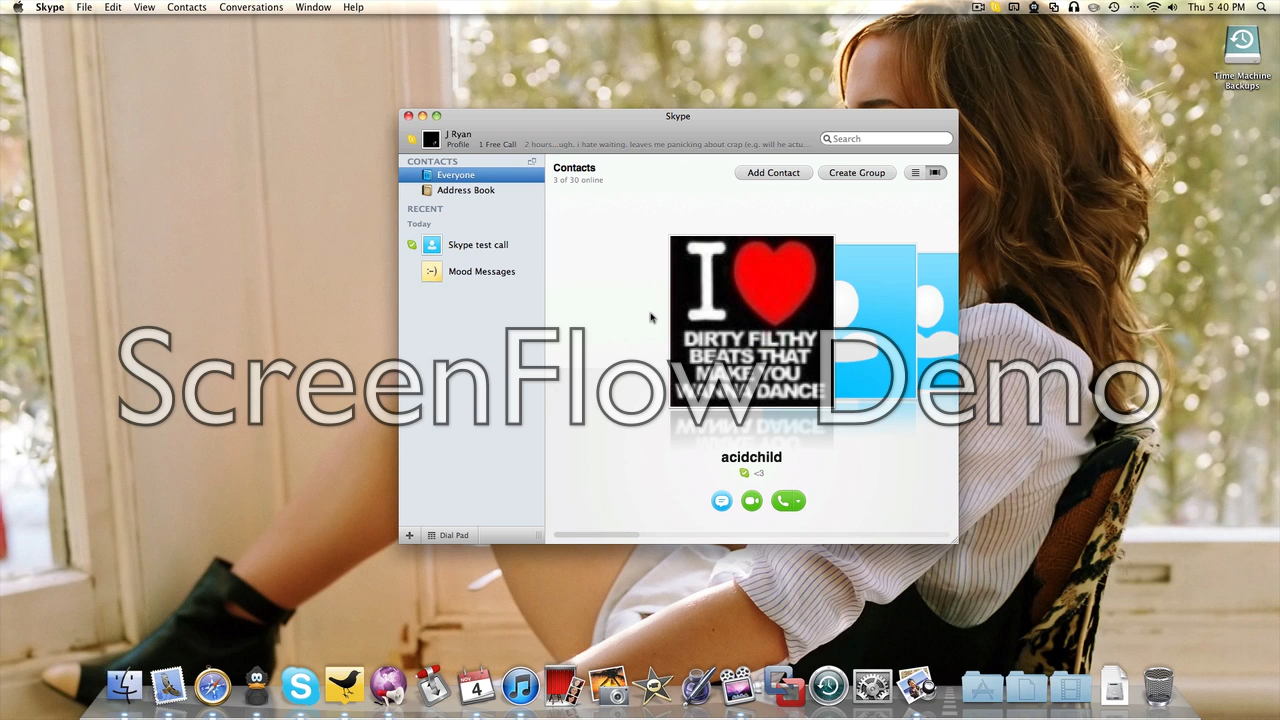 Skype File Edit View Contacts Conversations Window Help
Thu 5 40 PM
Time Machine
Backups
Skype
J Ryan
Profile 1 Free Call 2 hours...ugh. i hate waiting. leaves me panicking about crap (e.g. will he actu...
Search
CONTACTS
Everyone
Address Book
RECENT
Today
Skype test call
:-) Mood Messages
Contacts
3 of 30 online
Add Contact
Create Group
I
DIRTY FILTHY
BEATS THAT
MAKE YOU
WANNA DANCE
ScreenFlow Demo
acidchild
<3
Dial Pad
NOV
4